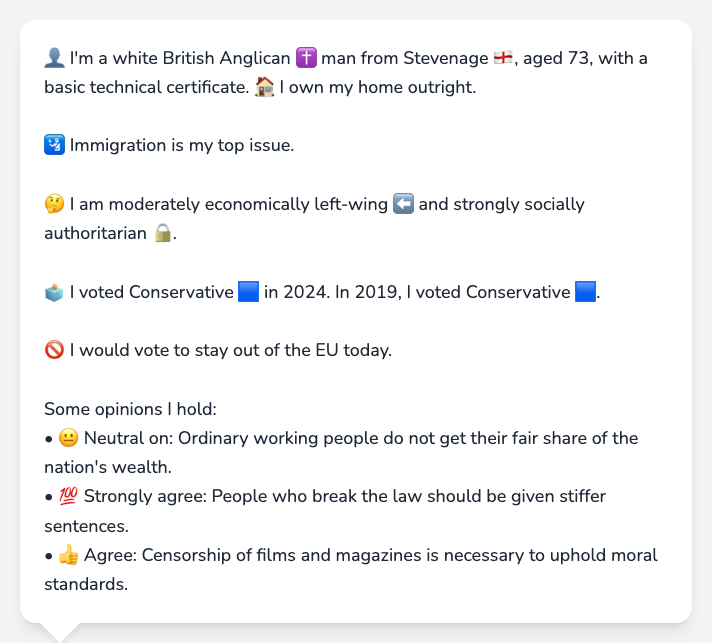 👤 I'm a white British Anglican ✝️ man from Stevenage 🏴󠁧󠁢󠁥󠁮󠁧󠁿, aged 73, with a
basic technical certificate. 🏠 I own my home outright.
🛂 Immigration is my top issue.
🤔 I am moderately economically left-wing ⬅️ and strongly socially
authoritarian 🔒.
🗳️ I voted Conservative 🟦 in 2024. In 2019, I voted Conservative 🟦.
🚫 I would vote to stay out of the EU today.
Some opinions I hold:
• 😐 Neutral on: Ordinary working people do not get their fair share of the
nation's wealth.
• 💯 Strongly agree: People who break the law should be given stiffer
sentences.
• 👍 Agree: Censorship of films and magazines is necessary to uphold moral
standards.